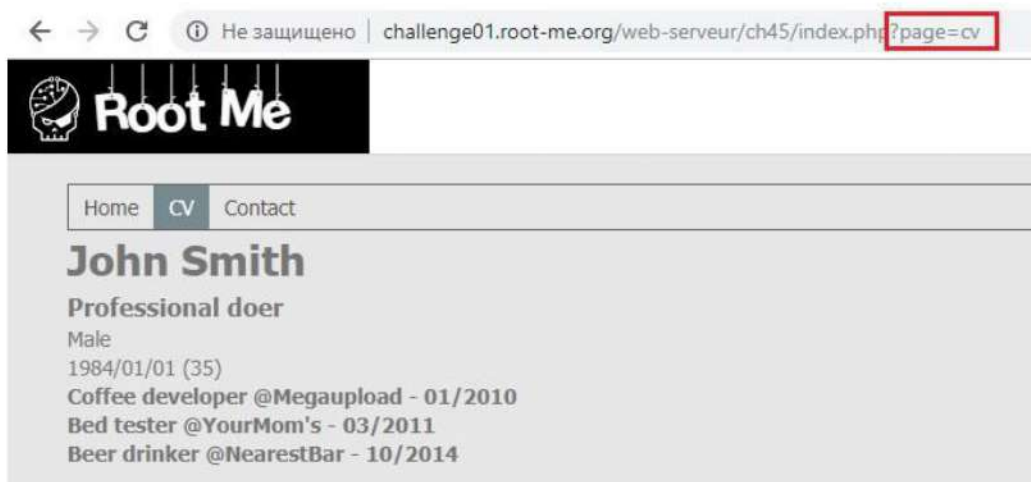 Не защищено | challenge01.root-me.org/web-serveur/ch45/index.php?page=cv
Root Me
Home CV Contact
John Smith
Professional doer
Male
1984/01/01 (35)
Coffee developer @Megaupload - 01/2010
Bed tester @YourMom's - 03/2011
Beer drinker @NearestBar - 10/2014